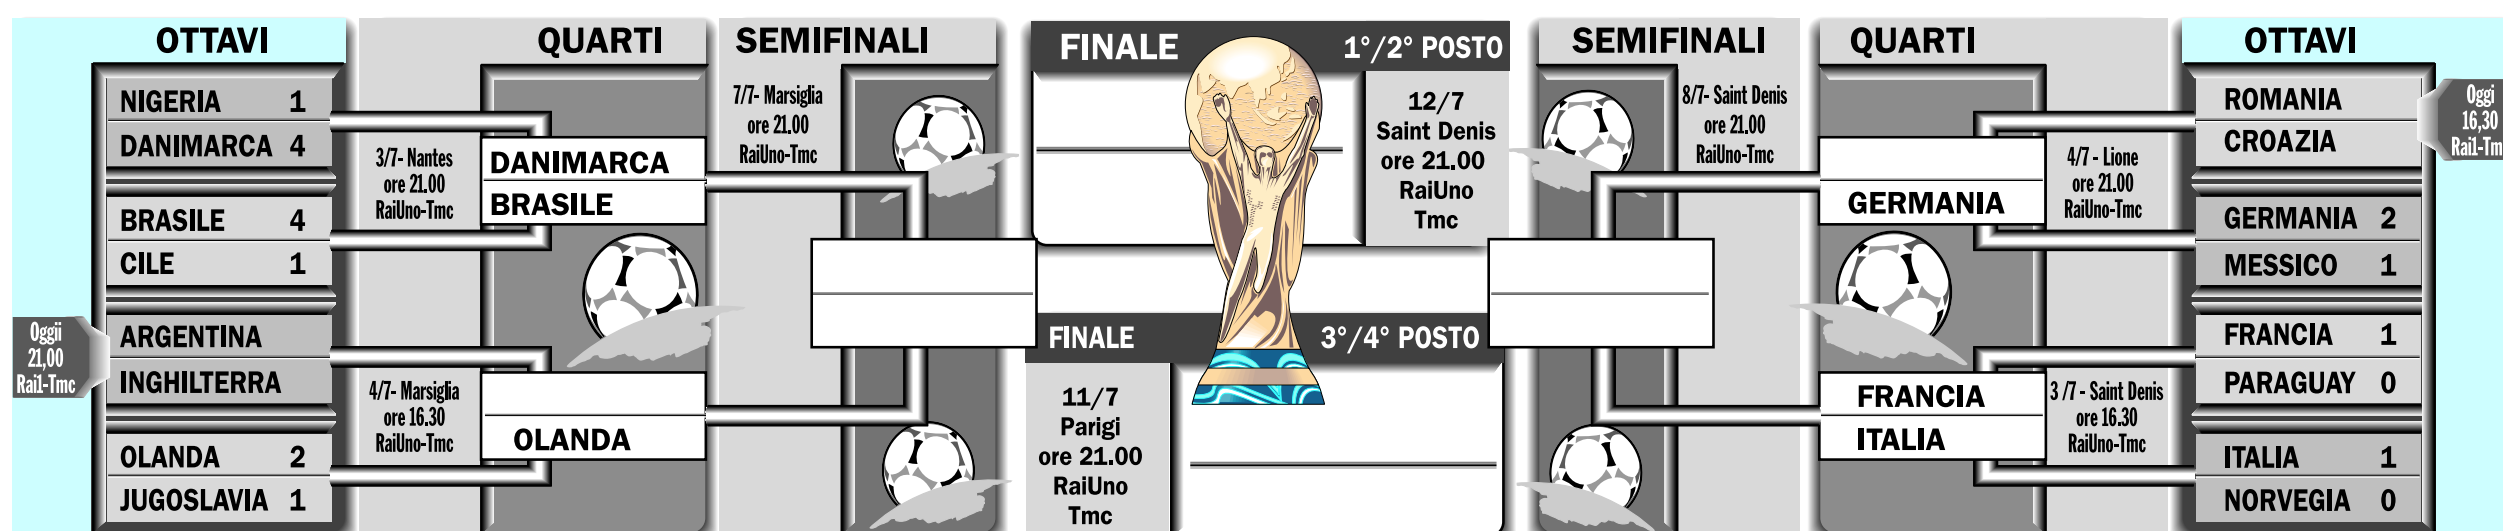 OTTAVI
NIGERIA 1
DANIMARCA 4
BRASILE 4
CILE 1
Oggii
21,00
Rai1-Tmc
ARGENTINA
INGHILTERRA
OLANDA 2
JUGOSLAVIA 1
QUARTI
3/7- Nantes
ore 21.00
RaiUno-Tmc
DANIMARCA
BRASILE
4/7- Marsiglia
ore 16.30
RaiUno-Tmc
OLANDA
SEMIFINALI
7/7- Marsiglia
ore 21.00
RaiUno-Tmc
FINALE 1°/2° POSTO
12/7
Saint Denis
ore 21.00
RaiUno
Tmc
FINALE 3°/4° POSTO
11/7
Parigi
ore 21.00
RaiUno
Tmc
SEMIFINALI
8/7- Saint Denis
ore 21.00
RaiUno-Tmc
QUARTI
GERMANIA
4/7 - Lione
ore 21.00
RaiUno-Tmc
FRANCIA
ITALIA
3 /7 - Saint Denis
ore 16.30
RaiUno-Tmc
OTTAVI
ROMANIA
CROAZIA
Oggi
16,30
Rai1-Tm
GERMANIA 2
MESSICO 1
FRANCIA 1
PARAGUAY 0
ITALIA 1
NORVEGIA 0